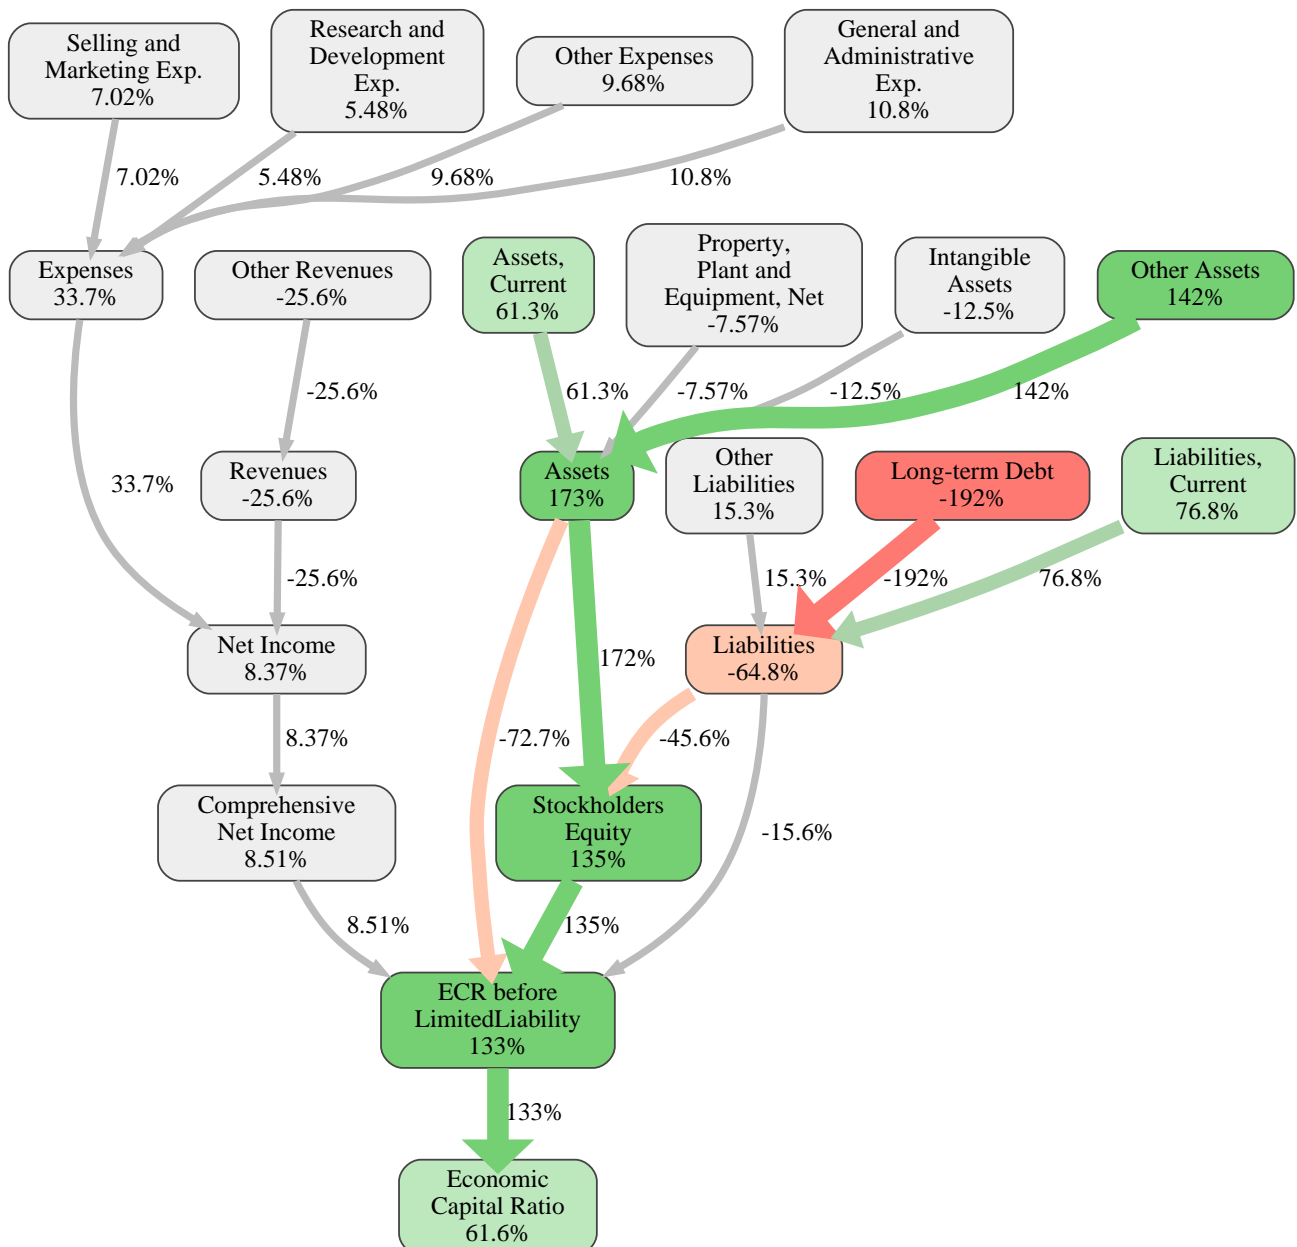 Selling and
Marketing Exp.
7.02%
Research and
Development
Exp.
5.48%
Other Expenses
9.68%
General and
Administrative
Exp.
10.8%
7.02%
5.48%
9.68%
10.8%
Expenses
33.7%
Other Revenues
-25.6%
Assets,
Current
61.3%
Property,
Plant and
Equipment, Net
-7.57%
Intangible
Assets
-12.5%
Other Assets
142%
-25.6%
61.3%
-7.57%
-12.5%
142%
33.7%
Revenues
-25.6%
Assets
173%
Other
Liabilities
15.3%
Long-term Debt
-192%
Liabilities,
Current
76.8%
-25.6%
15.3%
-192%
76.8%
Net Income
8.37%
172%
Liabilities
-64.8%
8.37%
-72.7%
-45.6%
Comprehensive
Net Income
8.51%
Stockholders
Equity
135%
-15.6%
8.51%
135%
ECR before
LimitedLiability
133%
133%
Economic
Capital Ratio
61.6%